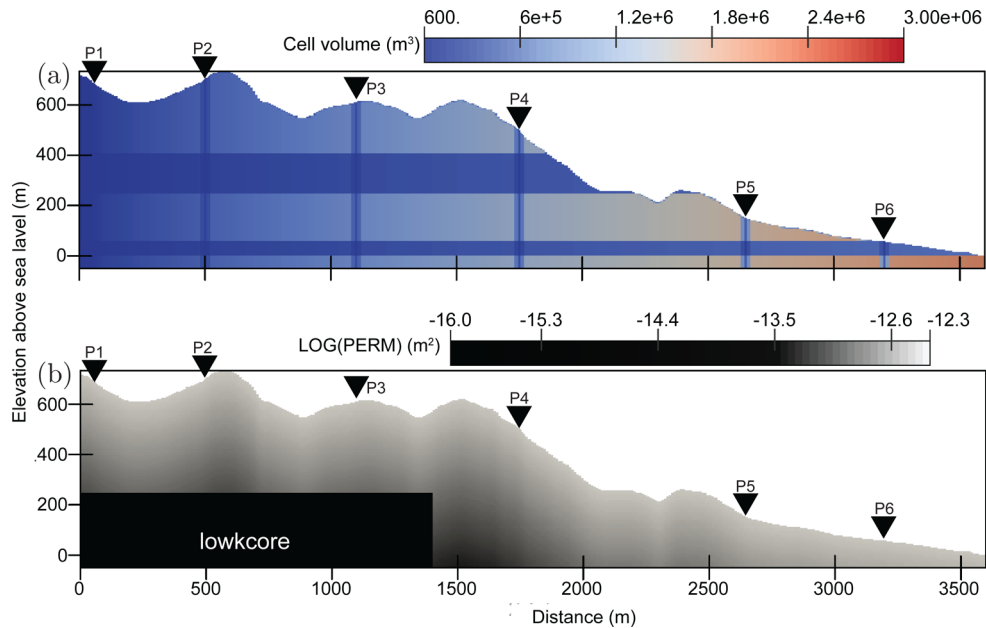 600. 6e+5 1.2e+6 1.8e+6 2.4e+6 3.00e+06
Cell volume (m³)
(a)
P1 P2 P3 P4 P5 P6
600
400
200
0
Elevation above sea lavel (m)
-16.0 -15.3 -14.4 -13.5 -12.6 -12.3
LOG(PERM) (m²)
(b)
P1 P2 P3 P4 P5 P6
600
400
200
0
lowkcore
0 500 1000 1500 2000 2500 3000 3500
Distance (m)